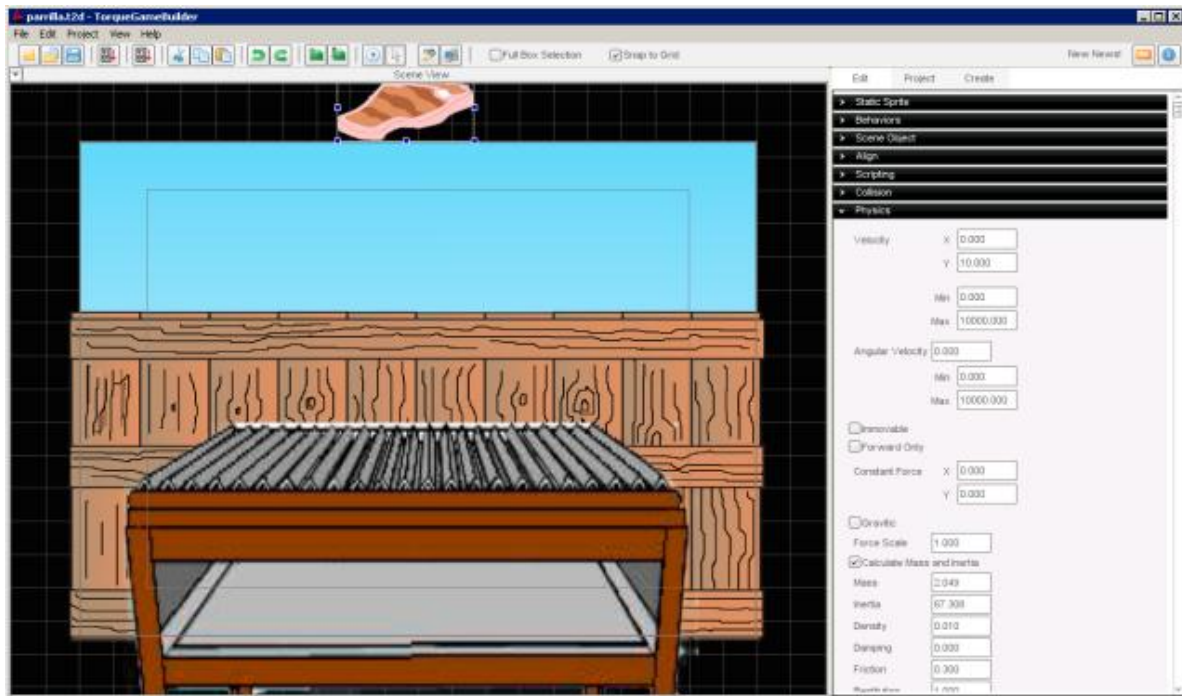 parrilla.t2d - TorqueGameBuilder
File Edit Project View Help
Full Box Selection
Snap to Grid
Scene View
Edit Project Create
Static Sprite
Behaviors
Scene Object
Align
Scripting
Collision
Physics
Velocity X 0.000
Y 10.000
Min 0.000
Max 10000.000
Angular Velocity 0.000
Min 0.000
Max 10000.000
Immovable
Forward Only
Constant Force X 0.000
Y 0.000
Gravitic
Force Scale 1.000
Calculate Mass and Inertia
Mass 2.049
Inertia 67.308
Density 0.010
Damping 0.000
Friction 0.300
Restitution 1.000